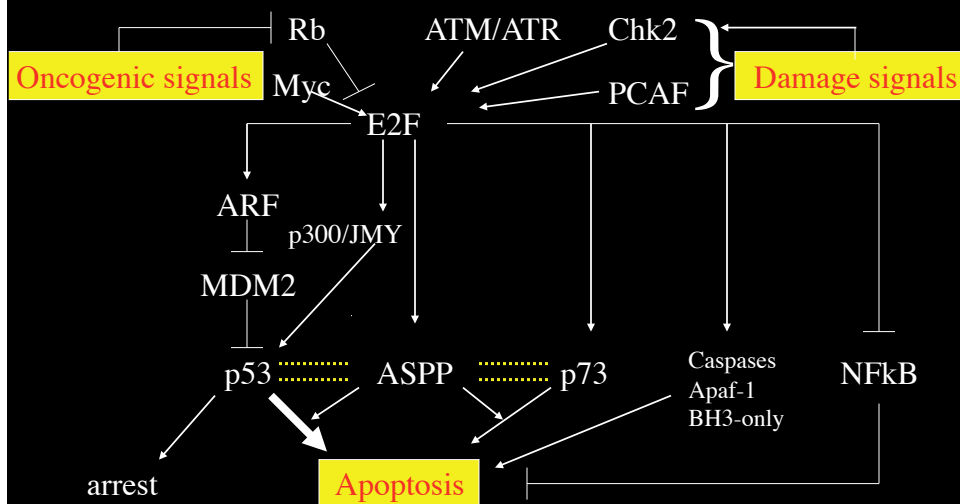 Rb
ATM/ATR
Chk2
Oncogenic signals
Damage signals
Myc
PCAF
E2F
ARF
p300/JMY
MDM2
p53
ASPP
p73
Caspases
Apaf-1
BH3-only
NFkB
arrest
Apoptosis